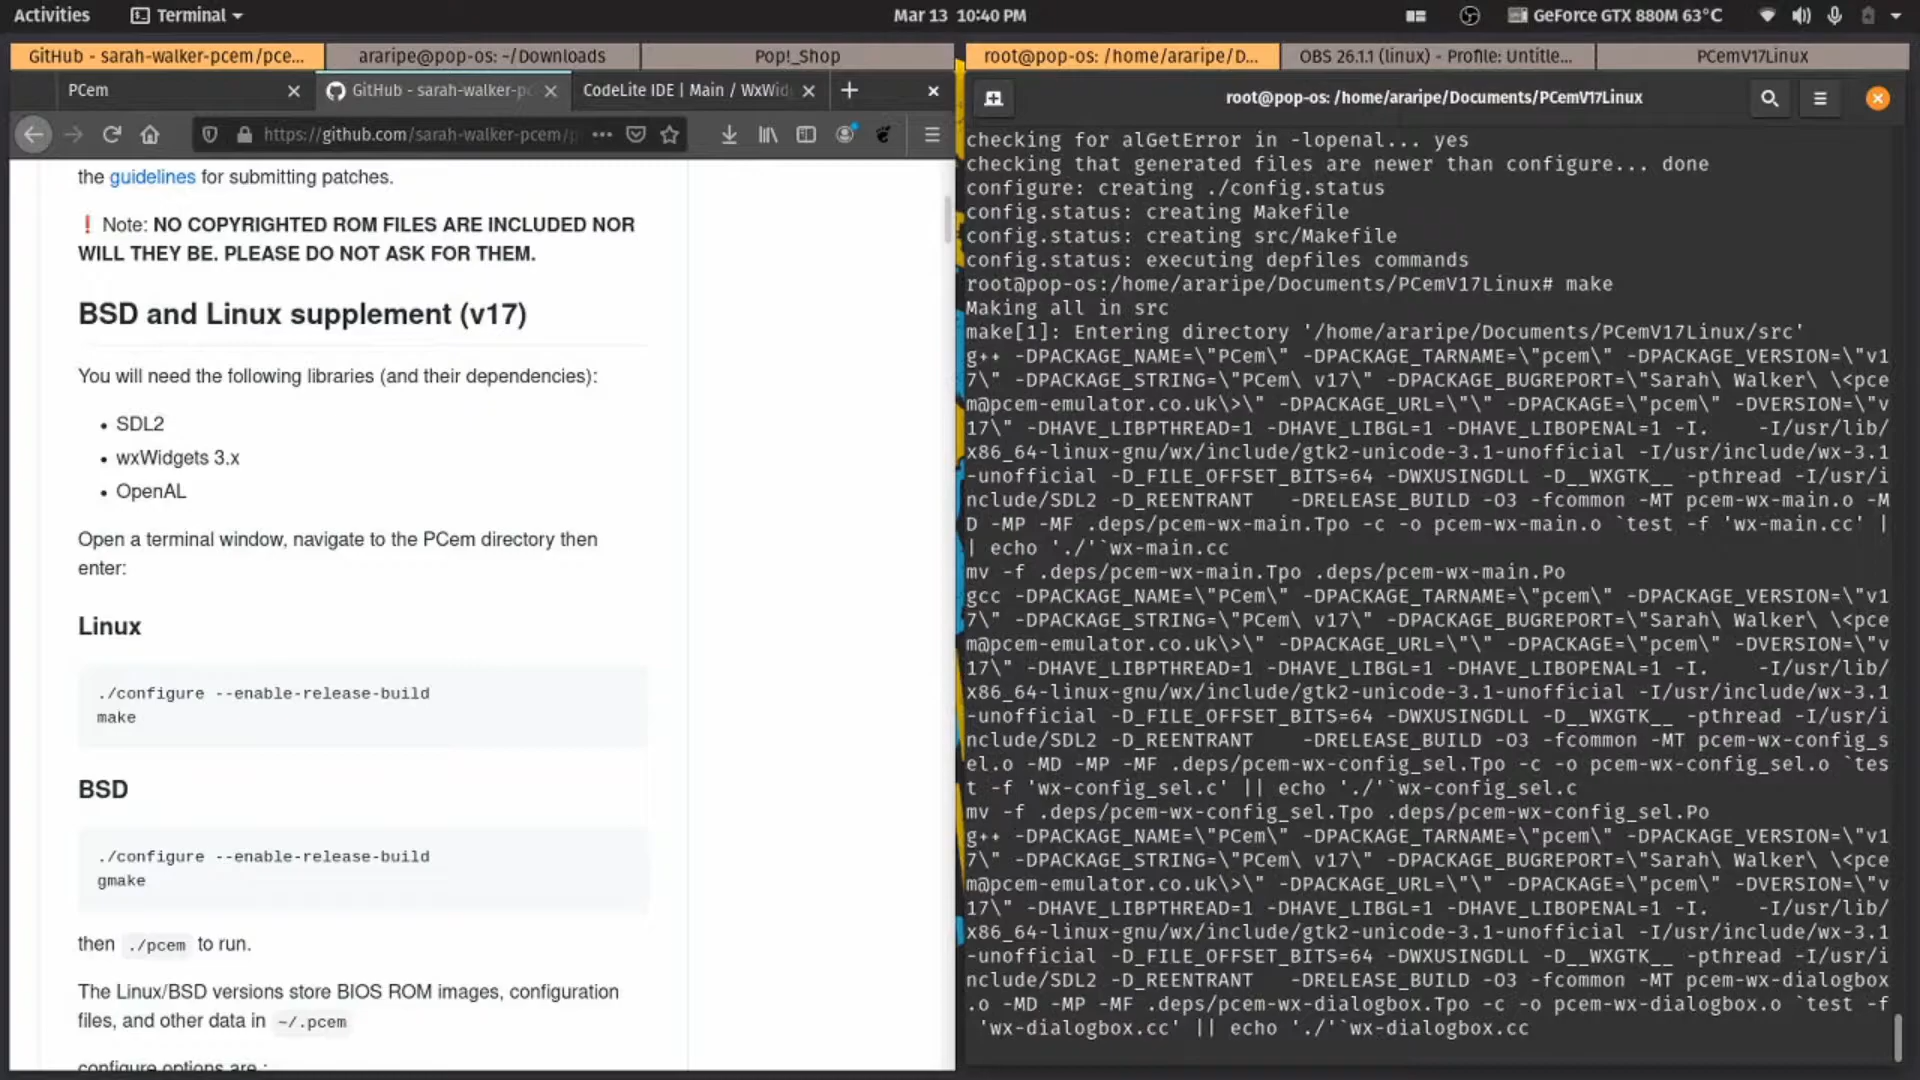 Activities
Terminal
Mar 13 10:40 PM
GeForce GTX 880M 63°C
GitHub - sarah-walker-pcem/pce...
araripe@pop-os: ~/Downloads
Pop!_Shop
PCem
GitHub - sarah-walker-pc
CodeLite IDE | Main / WxWid
https://github.com/sarah-walker-pcem/p
the guidelines for submitting patches.
❗ Note: NO COPYRIGHTED ROM FILES ARE INCLUDED NOR
WILL THEY BE. PLEASE DO NOT ASK FOR THEM.
BSD and Linux supplement (v17)
You will need the following libraries (and their dependencies):
• SDL2
• wxWidgets 3.x
• OpenAL
Open a terminal window, navigate to the PCem directory then
enter:
Linux
./configure --enable-release-build
make
BSD
./configure --enable-release-build
gmake
then ./pcem to run.
The Linux/BSD versions store BIOS ROM images, configuration
files, and other data in ~/.pcem
configure options are :
root@pop-os: /home/araripe/D...
OBS 26.1.1 (linux) - Profile: Untitle...
PCemV17Linux
root@pop-os: /home/araripe/Documents/PCemV17Linux
checking for alGetError in -lopenal... yes
checking that generated files are newer than configure... done
configure: creating ./config.status
config.status: creating Makefile
config.status: creating src/Makefile
config.status: executing depfiles commands
root@pop-os:/home/araripe/Documents/PCemV17Linux# make
Making all in src
make[1]: Entering directory '/home/araripe/Documents/PCemV17Linux/src'
g++ -DPACKAGE_NAME=\"PCem\" -DPACKAGE_TARNAME=\"pcem\" -DPACKAGE_VERSION=\"v1
7\" -DPACKAGE_STRING=\"PCem\ v17\" -DPACKAGE_BUGREPORT=\"Sarah\ Walker\ \<pce
m@pcem-emulator.co.uk\>\" -DPACKAGE_URL=\"\" -DPACKAGE=\"pcem\" -DVERSION=\"v
17\" -DHAVE_LIBPTHREAD=1 -DHAVE_LIBGL=1 -DHAVE_LIBOPENAL=1 -I. -I/usr/lib/
x86_64-linux-gnu/wx/include/gtk2-unicode-3.1-unofficial -I/usr/include/wx-3.1
-unofficial -D_FILE_OFFSET_BITS=64 -DWXUSINGDLL -D__WXGTK__ -pthread -I/usr/i
nclude/SDL2 -D_REENTRANT -DRELEASE_BUILD -O3 -fcommon -MT pcem-wx-main.o -M
D -MP -MF .deps/pcem-wx-main.Tpo -c -o pcem-wx-main.o `test -f 'wx-main.cc' |
| echo './'`wx-main.cc
mv -f .deps/pcem-wx-main.Tpo .deps/pcem-wx-main.Po
gcc -DPACKAGE_NAME=\"PCem\" -DPACKAGE_TARNAME=\"pcem\" -DPACKAGE_VERSION=\"v1
7\" -DPACKAGE_STRING=\"PCem\ v17\" -DPACKAGE_BUGREPORT=\"Sarah\ Walker\ \<pce
m@pcem-emulator.co.uk\>\" -DPACKAGE_URL=\"\" -DPACKAGE=\"pcem\" -DVERSION=\"v
17\" -DHAVE_LIBPTHREAD=1 -DHAVE_LIBGL=1 -DHAVE_LIBOPENAL=1 -I. -I/usr/lib/
x86_64-linux-gnu/wx/include/gtk2-unicode-3.1-unofficial -I/usr/include/wx-3.1
-unofficial -D_FILE_OFFSET_BITS=64 -DWXUSINGDLL -D__WXGTK__ -pthread -I/usr/i
nclude/SDL2 -D_REENTRANT -DRELEASE_BUILD -O3 -fcommon -MT pcem-wx-config_s
el.o -MD -MP -MF .deps/pcem-wx-config_sel.Tpo -c -o pcem-wx-config_sel.o `tes
t -f 'wx-config_sel.c' || echo './'`wx-config_sel.c
mv -f .deps/pcem-wx-config_sel.Tpo .deps/pcem-wx-config_sel.Po
g++ -DPACKAGE_NAME=\"PCem\" -DPACKAGE_TARNAME=\"pcem\" -DPACKAGE_VERSION=\"v1
7\" -DPACKAGE_STRING=\"PCem\ v17\" -DPACKAGE_BUGREPORT=\"Sarah\ Walker\ \<pce
m@pcem-emulator.co.uk\>\" -DPACKAGE_URL=\"\" -DPACKAGE=\"pcem\" -DVERSION=\"v
17\" -DHAVE_LIBPTHREAD=1 -DHAVE_LIBGL=1 -DHAVE_LIBOPENAL=1 -I. -I/usr/lib/
x86_64-linux-gnu/wx/include/gtk2-unicode-3.1-unofficial -I/usr/include/wx-3.1
-unofficial -D_FILE_OFFSET_BITS=64 -DWXUSINGDLL -D__WXGTK__ -pthread -I/usr/i
nclude/SDL2 -D_REENTRANT -DRELEASE_BUILD -O3 -fcommon -MT pcem-wx-dialogbox
.o -MD -MP -MF .deps/pcem-wx-dialogbox.Tpo -c -o pcem-wx-dialogbox.o `test -f
'wx-dialogbox.cc' || echo './'`wx-dialogbox.cc